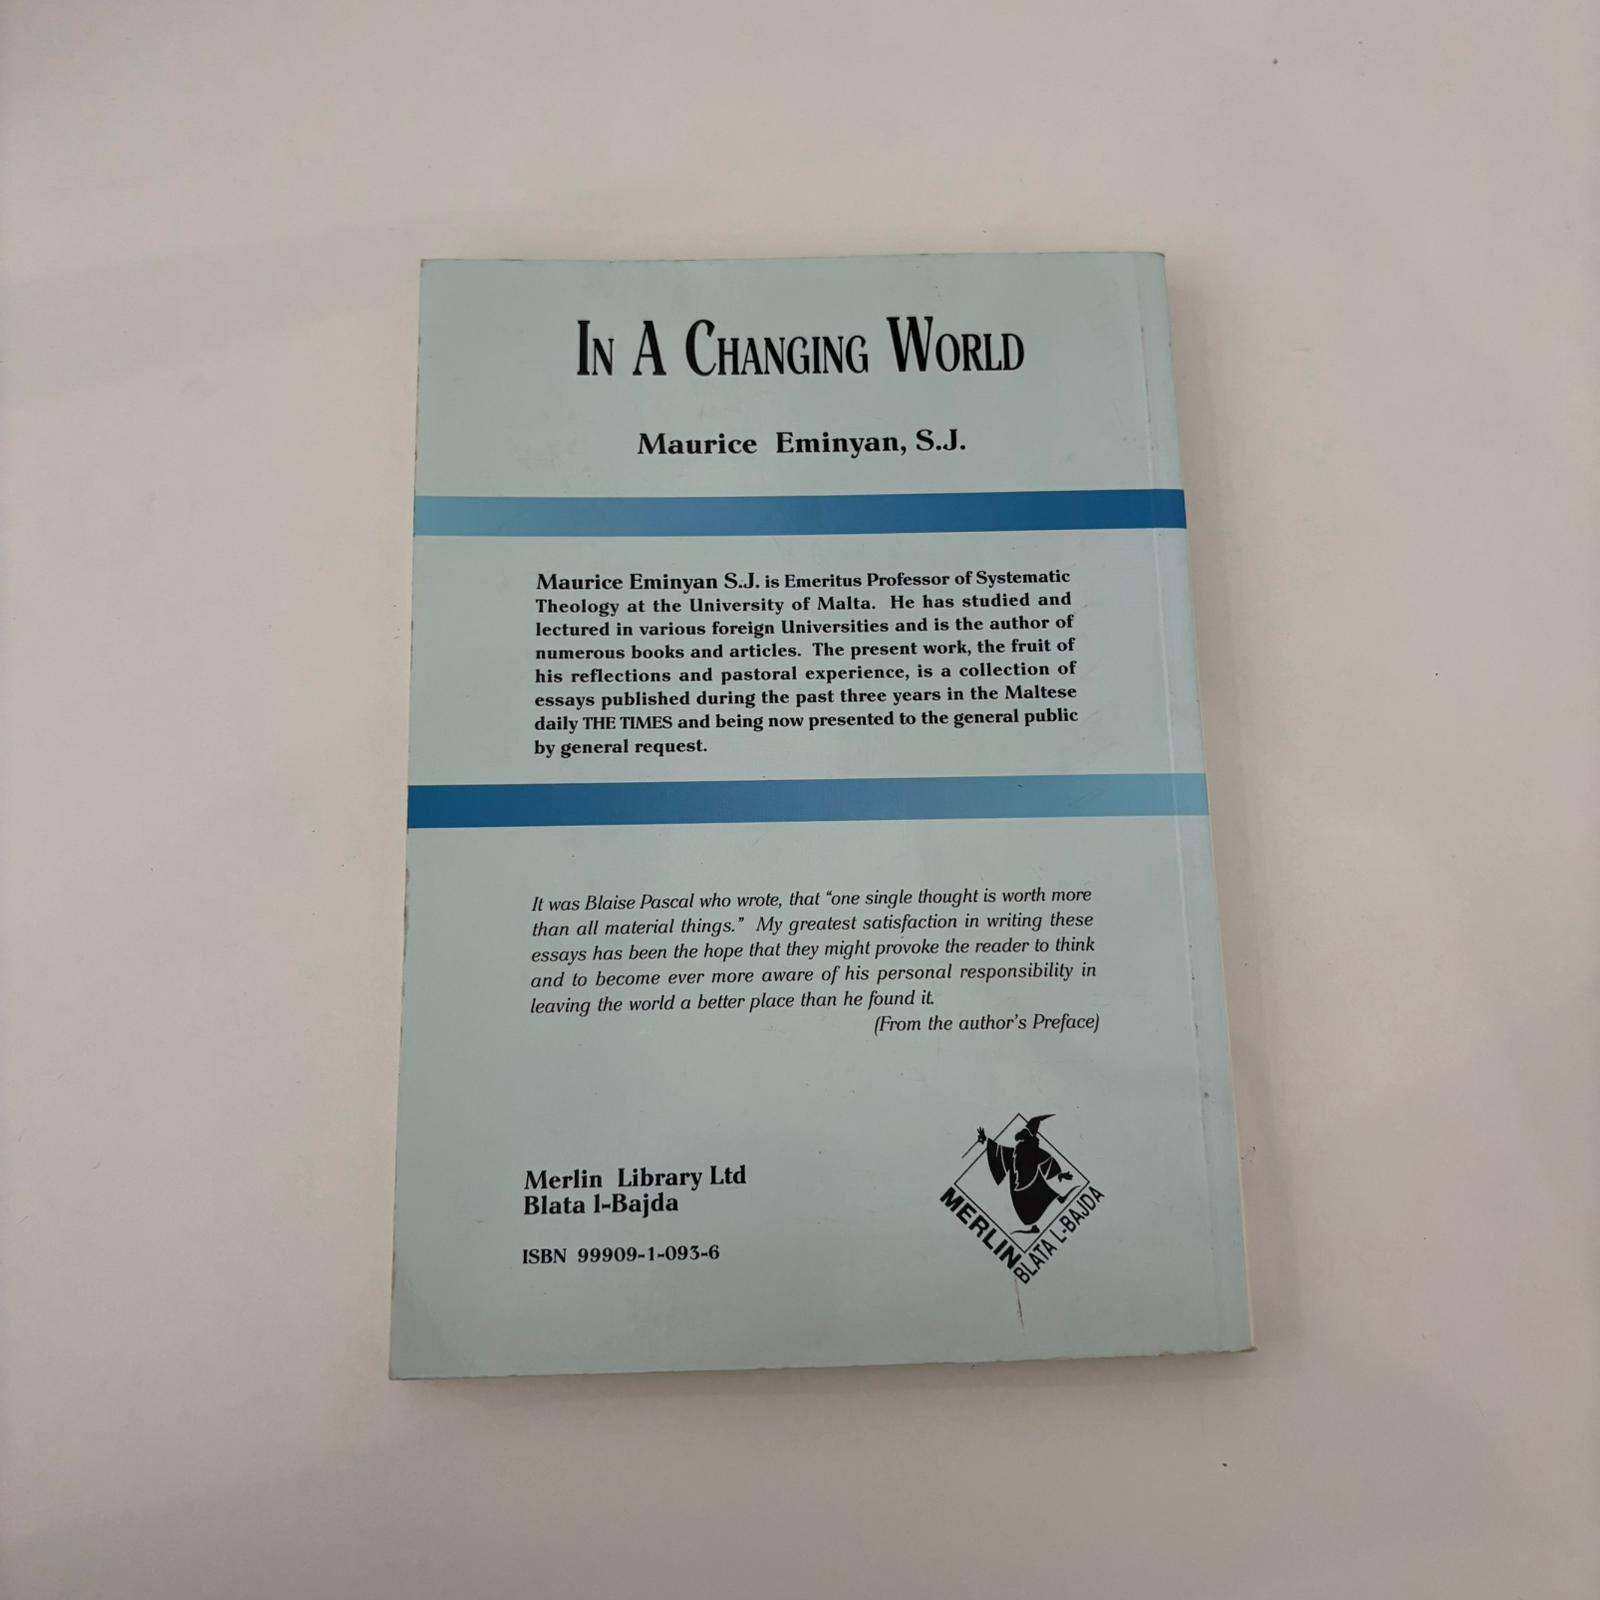 In A Changing World
Maurice Eminyan, S.J.
Maurice Eminyan S.J. is Emeritus Professor of Systematic
Theology at the University of Malta. He has studied and
lectured in various foreign Universities and is the author of
numerous books and articles. The present work, the fruit of
his reflections and pastoral experience, is a collection of
essays published during the past three years in the Maltese
daily THE TIMES and being now presented to the general public
by general request.
It was Blaise Pascal who wrote, that “one single thought is worth more
than all material things.” My greatest satisfaction in writing these
essays has been the hope that they might provoke the reader to think
and to become ever more aware of his personal responsibility in
leaving the world a better place than he found it.
(From the author's Preface)
Merlin Library Ltd
Blata l-Bajda
ISBN 99909-1-093-6
MERLIN
BLATA L-BAJDA